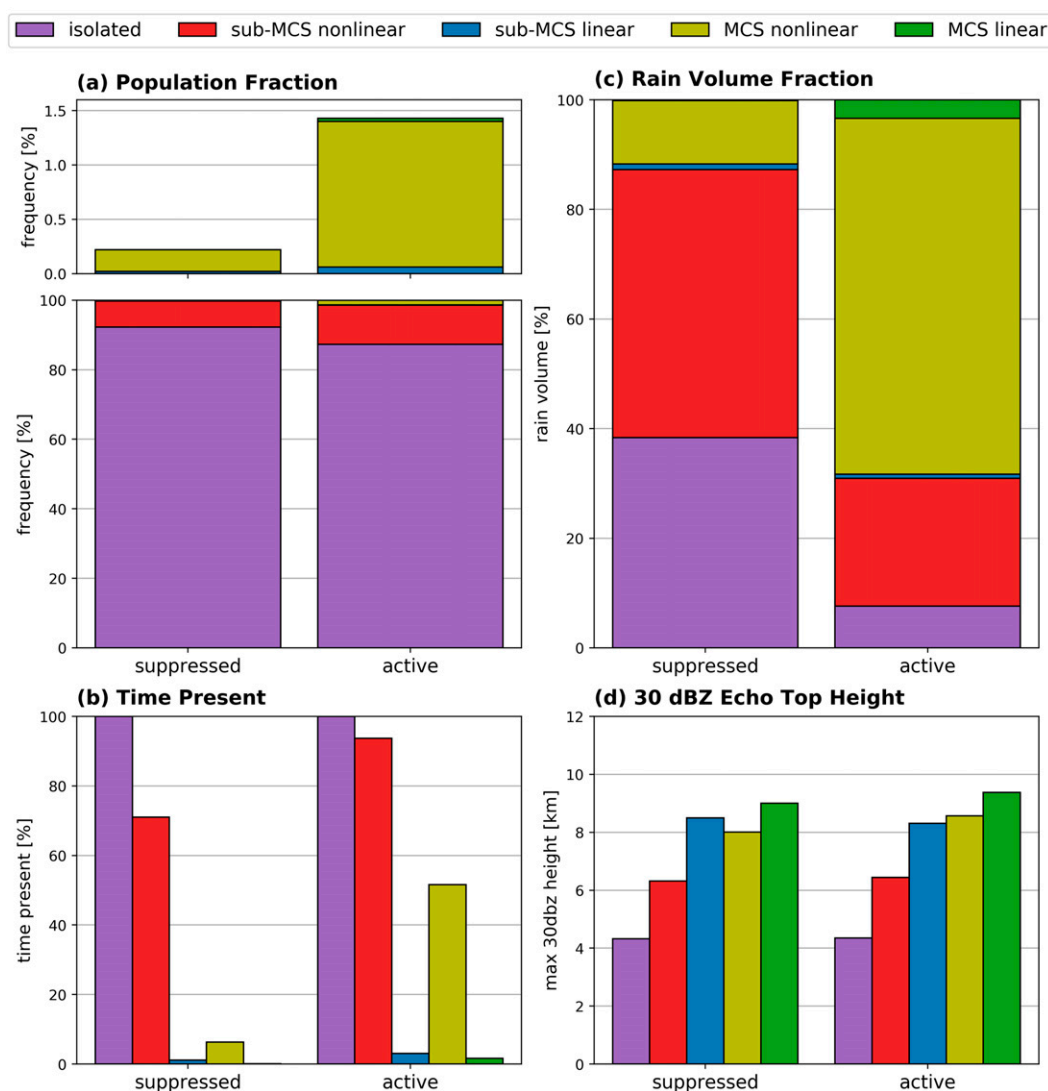 isolated sub-MCS nonlinear sub-MCS linear MCS nonlinear MCS linear
(a) Population Fraction
1.5
1.0
0.5
0.0
frequency [%]
100
80
60
40
20
0
frequency [%]
suppressed active
(c) Rain Volume Fraction
100
80
60
40
20
0
rain volume [%]
suppressed active
(b) Time Present
100
80
60
40
20
0
time present [%]
suppressed active
(d) 30 dBZ Echo Top Height
12
10
8
6
4
2
0
max 30dbz height [km]
suppressed active